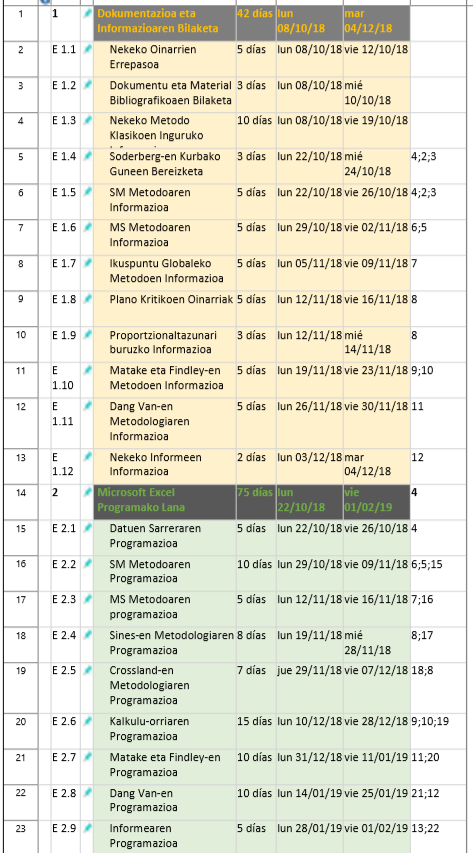 1 1 Dokumentazioa eta 42 días lun mar
Informazioaren Bilaketa 08/10/18 04/12/18
2 E 1.1 Nekeko Oinarrien 5 días lun 08/10/18 vie 12/10/18
Errepasoa
3 E 1.2 Dokumentu eta Material 3 días lun 08/10/18 mié
Bibliografikoaen Bilaketa 10/10/18
4 E 1.3 Nekeko Metodo 10 días lun 08/10/18 vie 19/10/18
Klasikoen Inguruko
5 E 1.4 Soderberg-en Kurbako 3 días lun 22/10/18 mié 4;2;3
Guneen Bereizketa 24/10/18
6 E 1.5 SM Metodoaren 5 días lun 22/10/18 vie 26/10/18 4;2;3
Informazioa
7 E 1.6 MS Metodoaren 5 días lun 29/10/18 vie 02/11/18 6;5
Informazioa
8 E 1.7 Ikuspuntu Globaleko 5 días lun 05/11/18 vie 09/11/18 7
Metodoen Informazioa
9 E 1.8 Plano Kritikoen Oinarriak 5 días lun 12/11/18 vie 16/11/18 8
10 E 1.9 Proportzionaltazunari 3 días lun 12/11/18 mié 8
buruzko Informazioa 14/11/18
11 E Matake eta Findley-en 5 días lun 19/11/18 vie 23/11/18 9;10
1.10 Metodoen Informazioa
12 E Dang Van-en 5 días lun 26/11/18 vie 30/11/18 11
1.11 Metodologiaren
Informazioa
13 E Nekeko Informeen 2 días lun 03/12/18 mar 12
1.12 Informazioa 04/12/18
14 2 Microsoft Excel 75 días lun vie 4
Programako Lana 22/10/18 01/02/19
15 E 2.1 Datuen Sarreraren 5 días lun 22/10/18 vie 26/10/18 4
Programazioa
16 E 2.2 SM Metodoaren 10 días lun 29/10/18 vie 09/11/18 6;5;15
Programazioa
17 E 2.3 MS Metodoaren 5 días lun 12/11/18 vie 16/11/18 7;16
programazioa
18 E 2.4 Sines-en Metodologiaren 8 días lun 19/11/18 mié 8;17
Programazioa 28/11/18
19 E 2.5 Crossland-en 7 días jue 29/11/18 vie 07/12/18 18;8
Metodologiaren
Programazioa
20 E 2.6 Kalkulu-orriaren 15 días lun 10/12/18 vie 28/12/18 9;10;19
Programazioa
21 E 2.7 Matake eta Findley-en 10 días lun 31/12/18 vie 11/01/19 11;20
Programazioa
22 E 2.8 Dang Van-en 10 días lun 14/01/19 vie 25/01/19 21;12
Programazioa
23 E 2.9 Informearen 5 días lun 28/01/19 vie 01/02/19 13;22
Programazioa